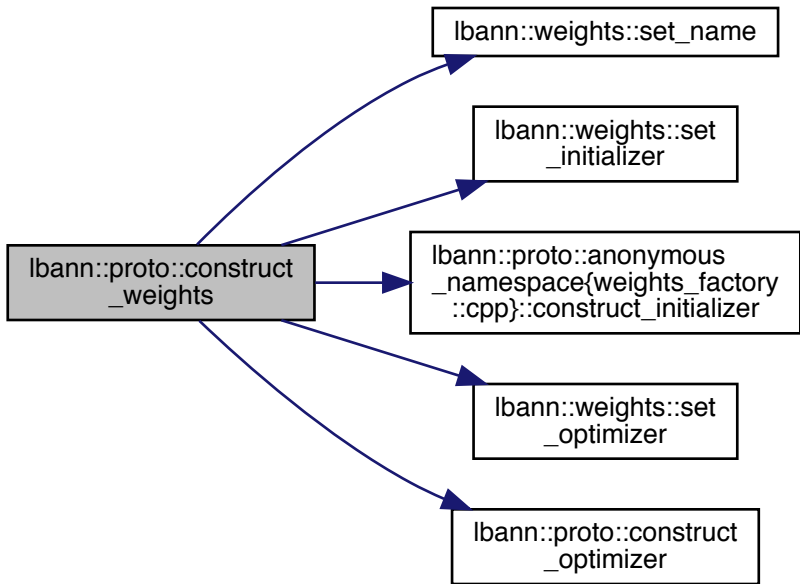 lbann::weights::set_name
lbann::weights::set
_initializer
lbann::proto::construct
_weights
lbann::proto::anonymous
_namespace{weights_factory
::cpp}::construct_initializer
lbann::weights::set
_optimizer
lbann::proto::construct
_optimizer